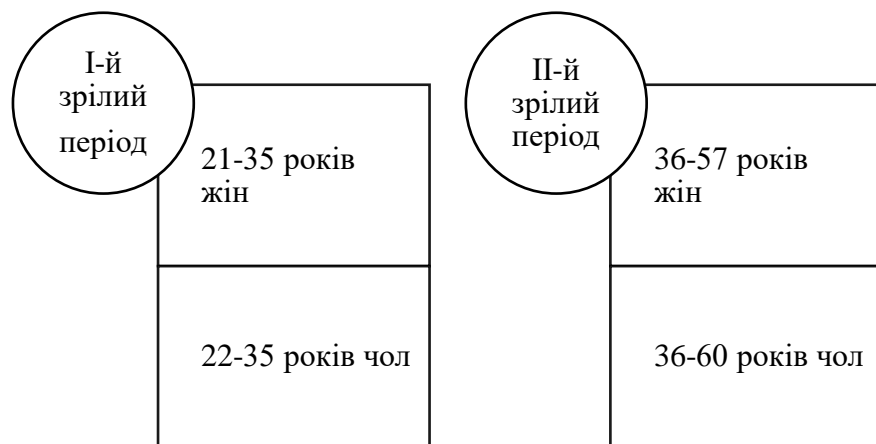 І-й
зрілий
період
21-35 років
жін
22-35 років чол
ІІ-й
зрілий
період
36-57 років
жін
36-60 років чол